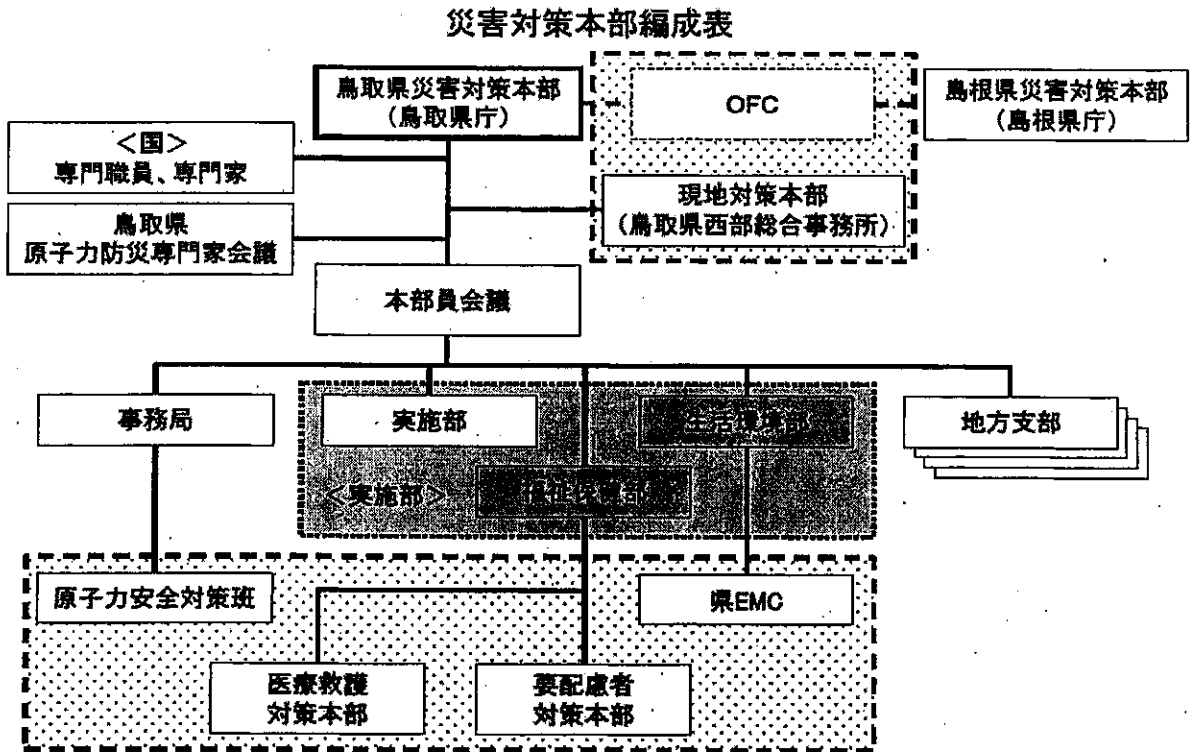 災害対策本部編成表
鳥取県災害対策本部
(鳥取県庁)
OFC
島根県災害対策本部
(島根県庁)
<国>
専門職員、専門家
現地対策本部
(鳥取県西部総合事務所)
鳥取県
原子力防災専門家会議
本部員会議
事務局
実施部
生活環境部
地方支部
<実施部>
福祉保健部
原子力安全対策班
県EMC
医療救護
対策本部
要配慮者
対策本部